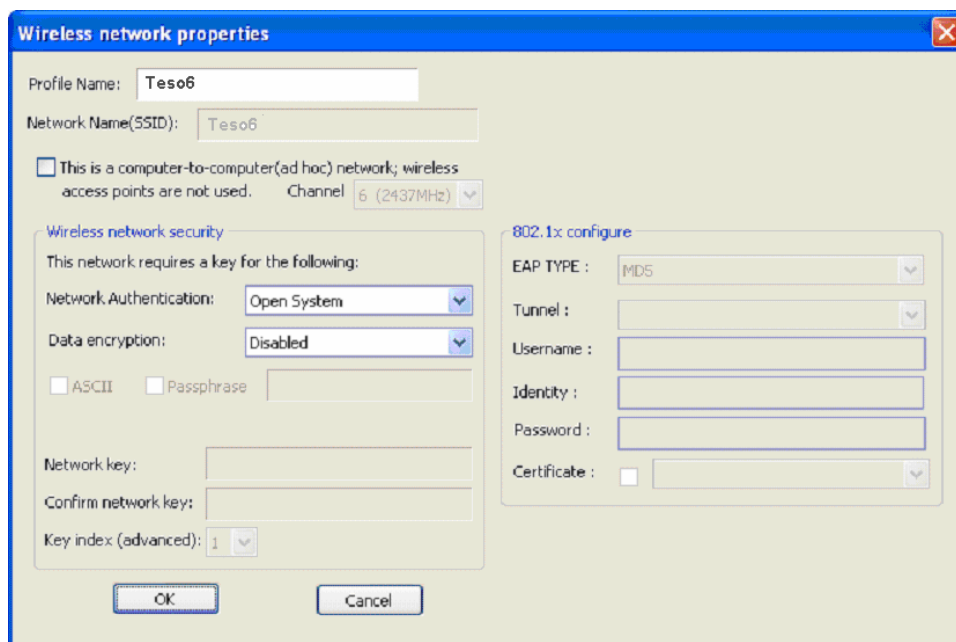 Wireless network properties
Profile Name: Teso6
Network Name(SSID): Teso6
This is a computer-to-computer(ad hoc) network; wireless
access points are not used. Channel 6 (2437MHz)
Wireless network security
This network requires a key for the following:
Network Authentication: Open System
Data encryption: Disabled
ASCII Passphrase
Network key:
Confirm network key:
Key index (advanced): 1
802.1x configure
EAP TYPE : MD5
Tunnel :
Username :
Identity :
Password :
Certificate :
OK Cancel